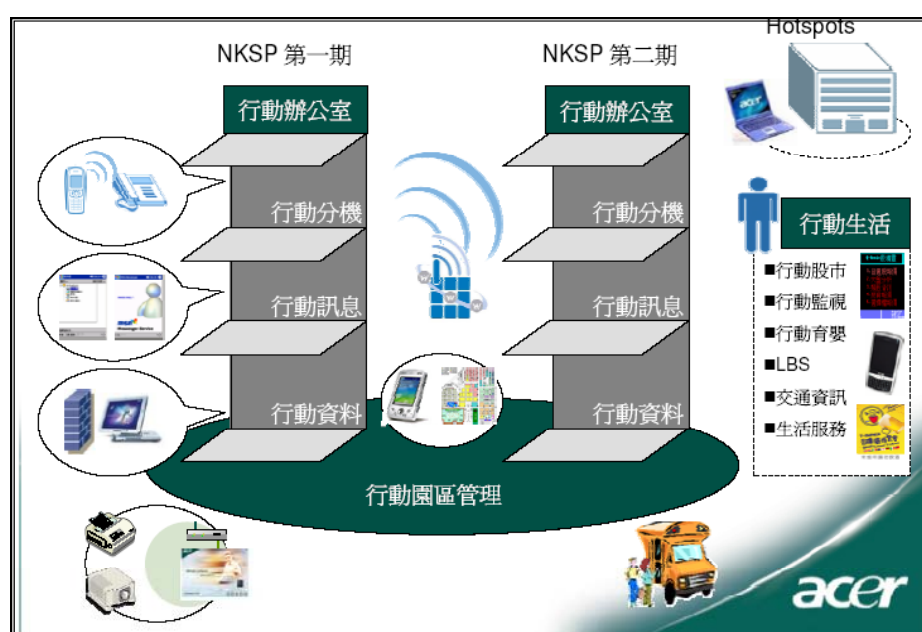 Hotspots
NKSP 第一期
NKSP 第二期
行動辦公室
行動辦公室
行動分機
行動分機
行動訊息
行動訊息
行動資料
行動資料
行動園區管理
行動生活
■行動股市
■行動監視
■行動育嬰
■LBS
■交通資訊
■生活服務
Messenger Service
acer
acer